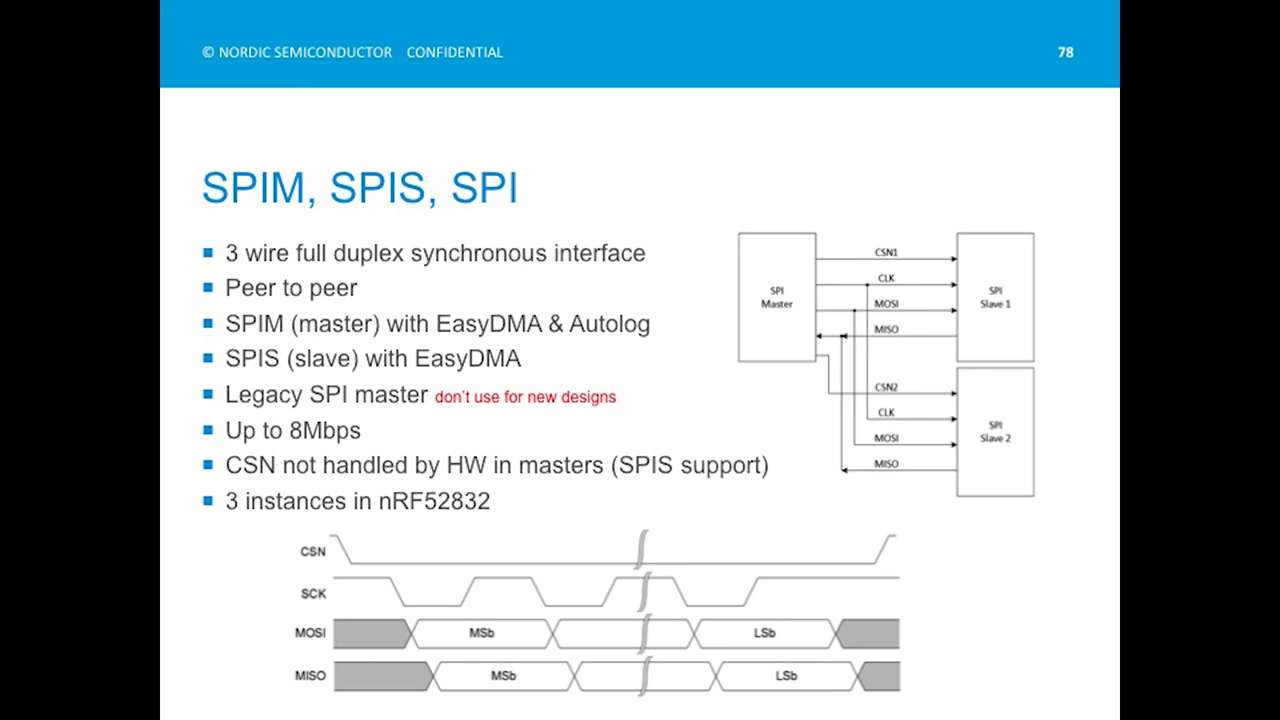 © NORDIC SEMICONDUCTOR CONFIDENTIAL 78
SPIM, SPIS, SPI
3 wire full duplex synchronous interface
Peer to peer
SPIM (master) with EasyDMA & Autolog
SPIS (slave) with EasyDMA
Legacy SPI master don't use for new designs
Up to 8Mbps
CSN not handled by HW in masters (SPIS support)
3 instances in nRF52832
SPI
Master
CSN1
CLK
MOSI
MISO
SPI
Slave 1
CSN2
CLK
MOSI
MISO
SPI
Slave 2
CSN
SCK
MOSI MSb LSb
MISO MSb LSb